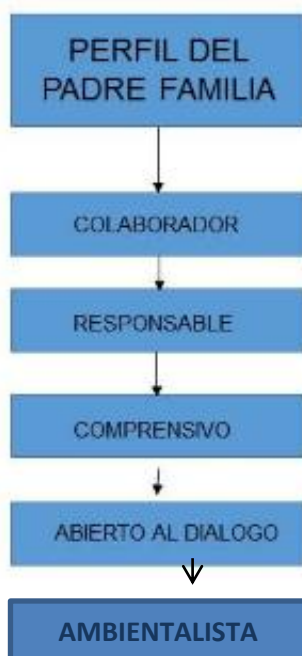 PERFIL DEL
PADRE FAMILIA
COLABORADOR
RESPONSABLE
COMPRENSIVO
ABIERTO AL DIALOGO
AMBIENTALISTA